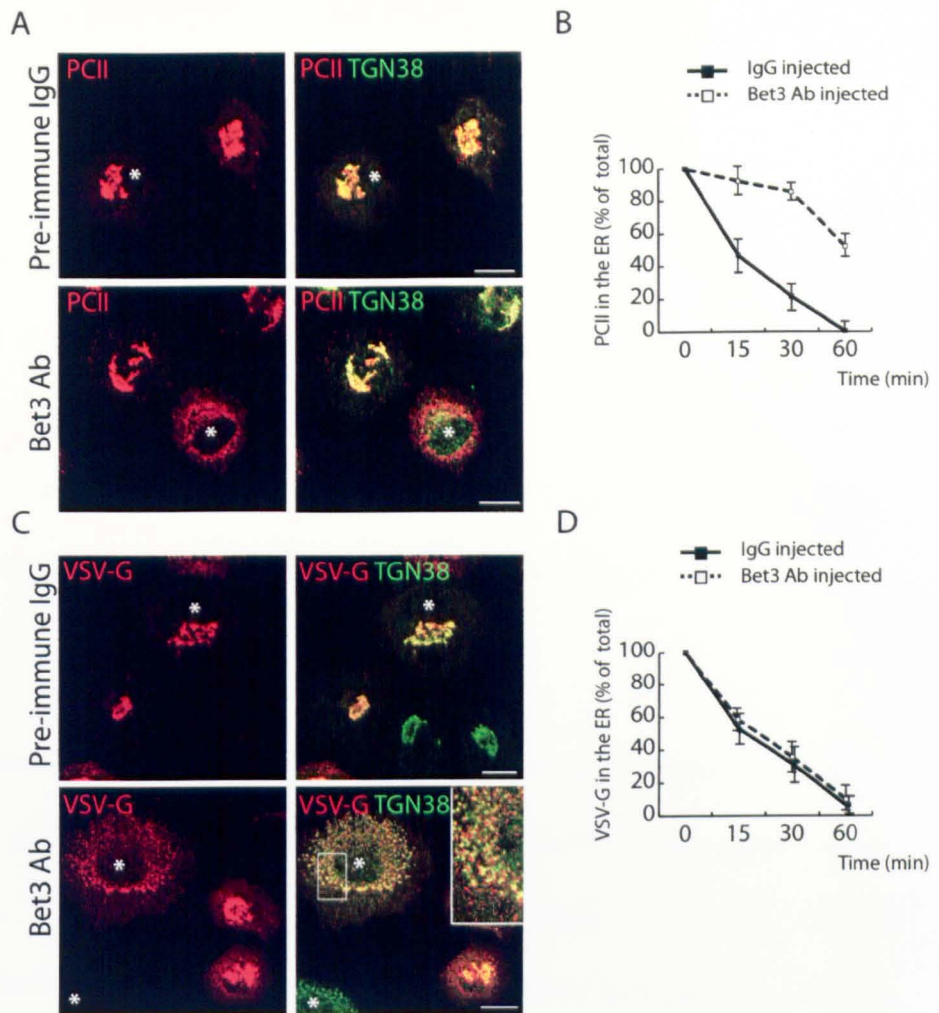 A
Pre-immune IgG
PCII
PCII TGN38
Bet3 Ab
PCII
PCII TGN38
B
IgG injected
Bet3 Ab injected
PCII in the ER (% of total)
100
80
60
40
20
0
0 15 30 60
Time (min)
C
Pre-immune IgG
VSV-G
VSV-G TGN38
Bet3 Ab
VSV-G
VSV-G TGN38
D
IgG injected
Bet3 Ab injected
VSV-G in the ER (% of total)
100
80
60
40
20
0
0 15 30 60
Time (min)